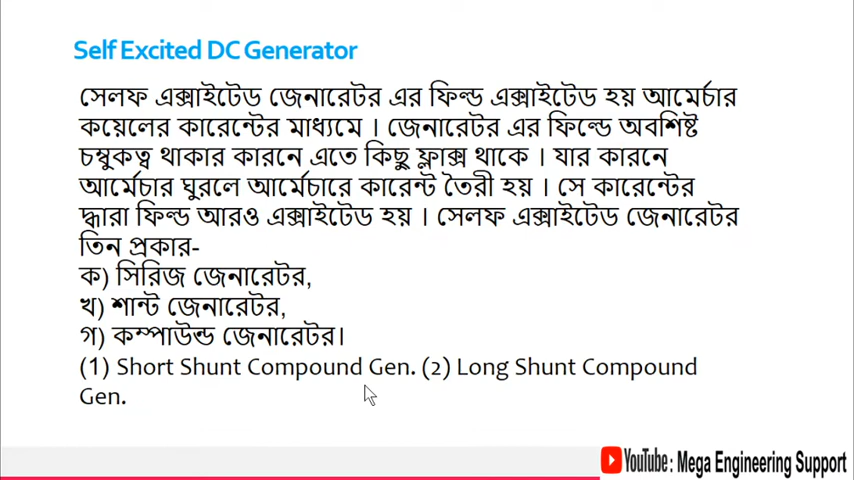 Self Excited DC Generator
সেলফ এক্সাইটেড জেনারেটর এর ফিল্ড এক্সাইটেড হয় আমের্চার
কয়েলের কারেন্টের মাধ্যমে । জেনারেটর এর ফিল্ডে অবশিষ্ট
চম্বুকত্ব থাকার কারনে এতে কিছু ফ্লাক্স থাকে । যার কারনে
আর্মেচার ঘুরলে আর্মেচারে কারেন্ট তৈরী হয় । সে কারেন্টের
দ্ধারা ফিল্ড আরও এক্সাইটেড হয় । সেলফ এক্সাইটেড জেনারেটর
তিন প্রকার-
ক) সিরিজ জেনারেটর,
খ) শান্ট জেনারেটর,
গ) কম্পাউন্ড জেনারেটর।
(1) Short Shunt Compound Gen. (2) Long Shunt Compound
Gen.
YouTube : Mega Engineering Support